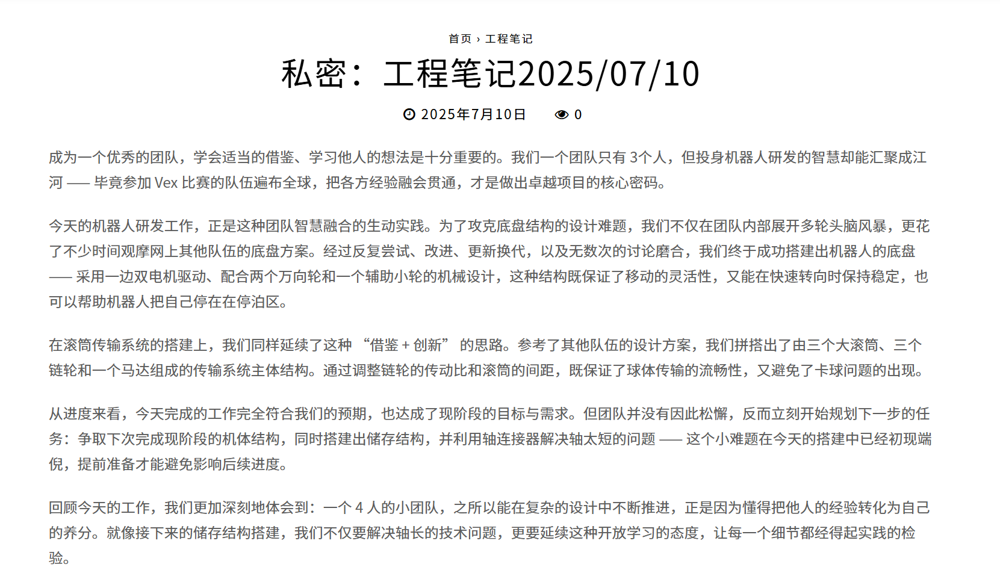 首页 › 工程笔记
私密：工程笔记2025/07/10
2025年7月10日 0
成为一个优秀的团队，学会适当的借鉴、学习他人的想法是十分重要的。我们一个团队只有 3个人，但投身机器人研发的智慧却能汇聚成江
河 —— 毕竟参加 Vex 比赛的队伍遍布全球，把各方经验融会贯通，才是做出卓越项目的核心密码。
今天的机器人研发工作，正是这种团队智慧融合的生动实践。为了攻克底盘结构的设计难题，我们不仅在团队内部展开多轮头脑风暴，更花
了不少时间观摩网上其他队伍的底盘方案。经过反复尝试、改进、更新换代，以及无数次的讨论磨合，我们终于成功搭建出机器人的底盘
—— 采用一边双电机驱动、配合两个万向轮和一个辅助小轮的机械设计，这种结构既保证了移动的灵活性，又能在快速转向时保持稳定，也
可以帮助机器人把自己停在在停泊区。
在滚筒传输系统的搭建上，我们同样延续了这种 “借鉴 + 创新” 的思路。参考了其他队伍的设计方案，我们拼搭出了由三个大滚筒、三个
链轮和一个马达组成的传输系统主体结构。通过调整链轮的传动比和滚筒的间距，既保证了球体传输的流畅性，又避免了卡球问题的出现。
从进度来看，今天完成的工作完全符合我们的预期，也达成了现阶段的目标与需求。但团队并没有因此松懈，反而立刻开始规划下一步的任
务：争取下次完成现阶段的机体结构，同时搭建出储存结构，并利用轴连接器解决轴太短的问题 —— 这个小难题在今天的搭建中已经初现端
倪，提前准备才能避免影响后续进度。
回顾今天的工作，我们更加深刻地体会到：一个 4 人的小团队，之所以能在复杂的设计中不断推进，正是因为懂得把他人的经验转化为自己
的养分。就像接下来的储存结构搭建，我们不仅要解决轴长的技术问题，更要延续这种开放学习的态度，让每一个细节都经得起实践的检
验。